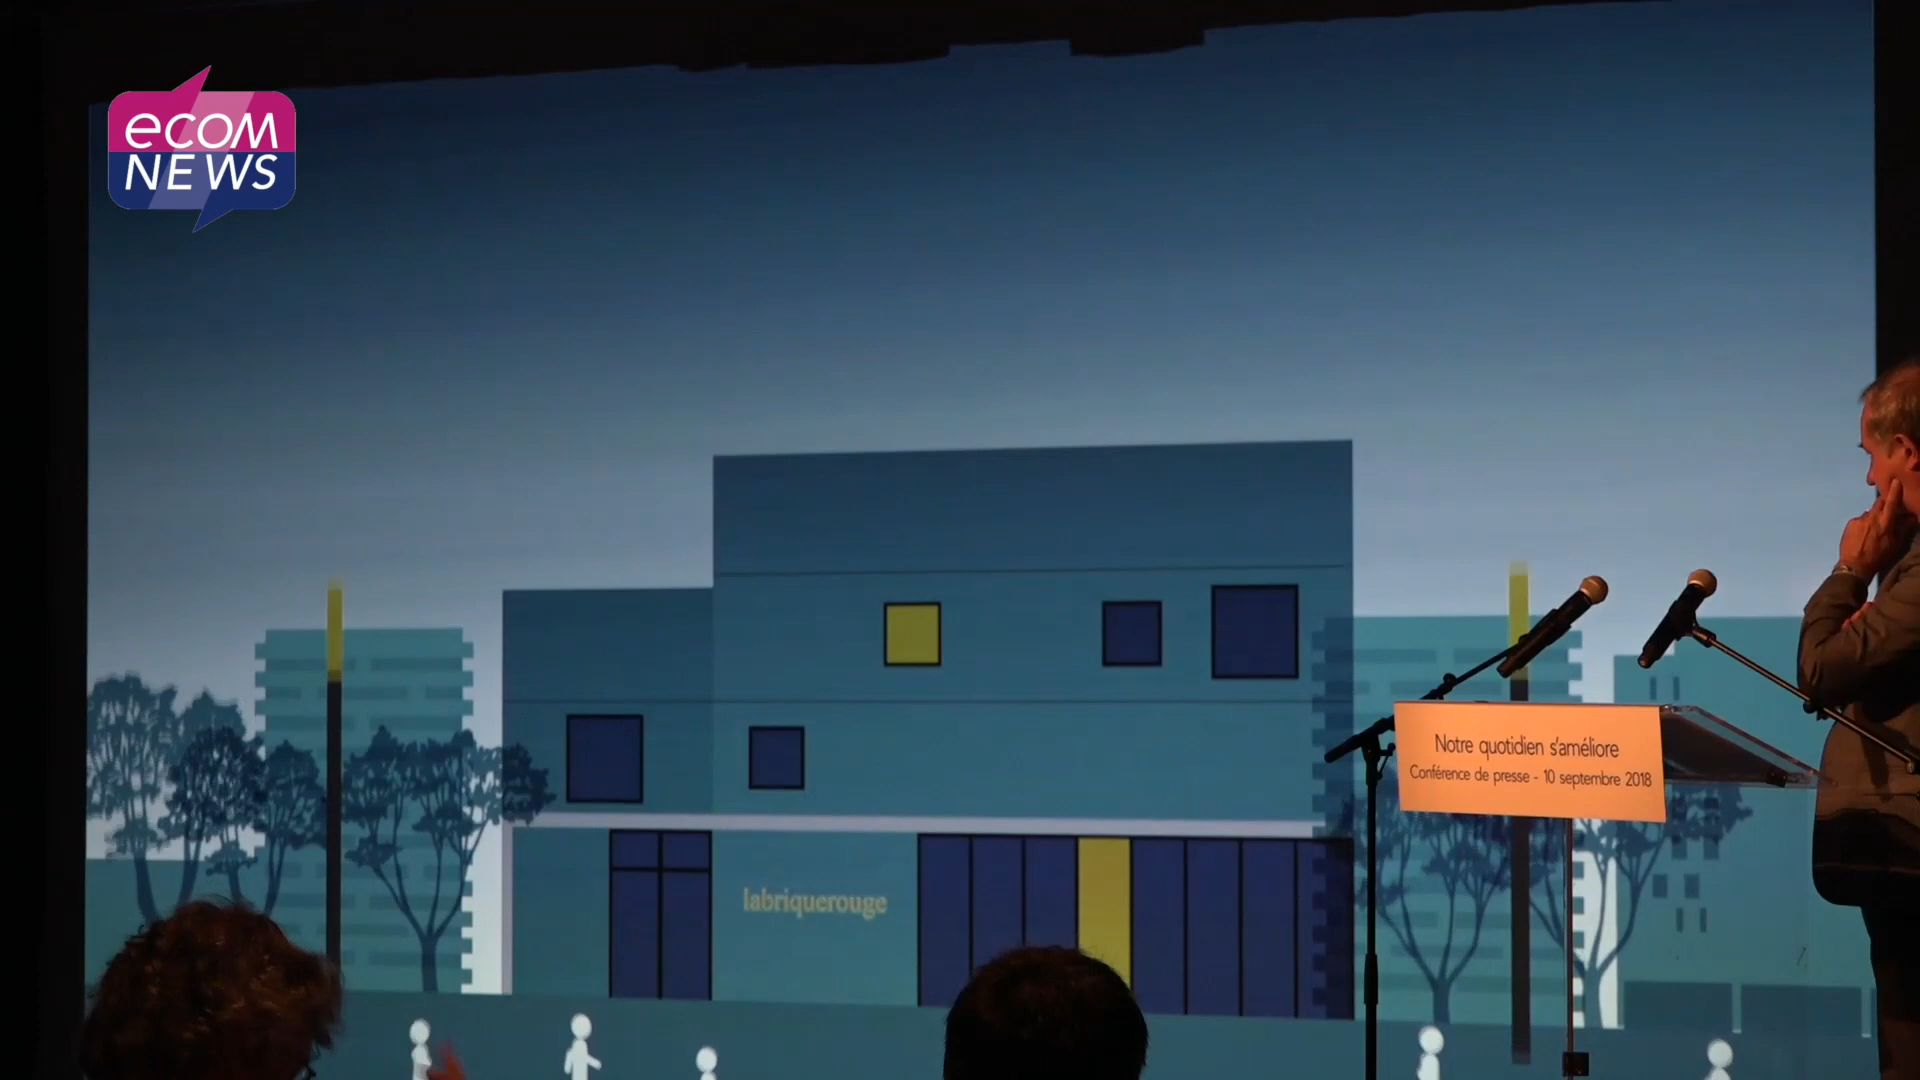 ecom
NEWS
labriquerouge
Notre quotidien s'améliore
Conférence de presse - 10 septembre 2018